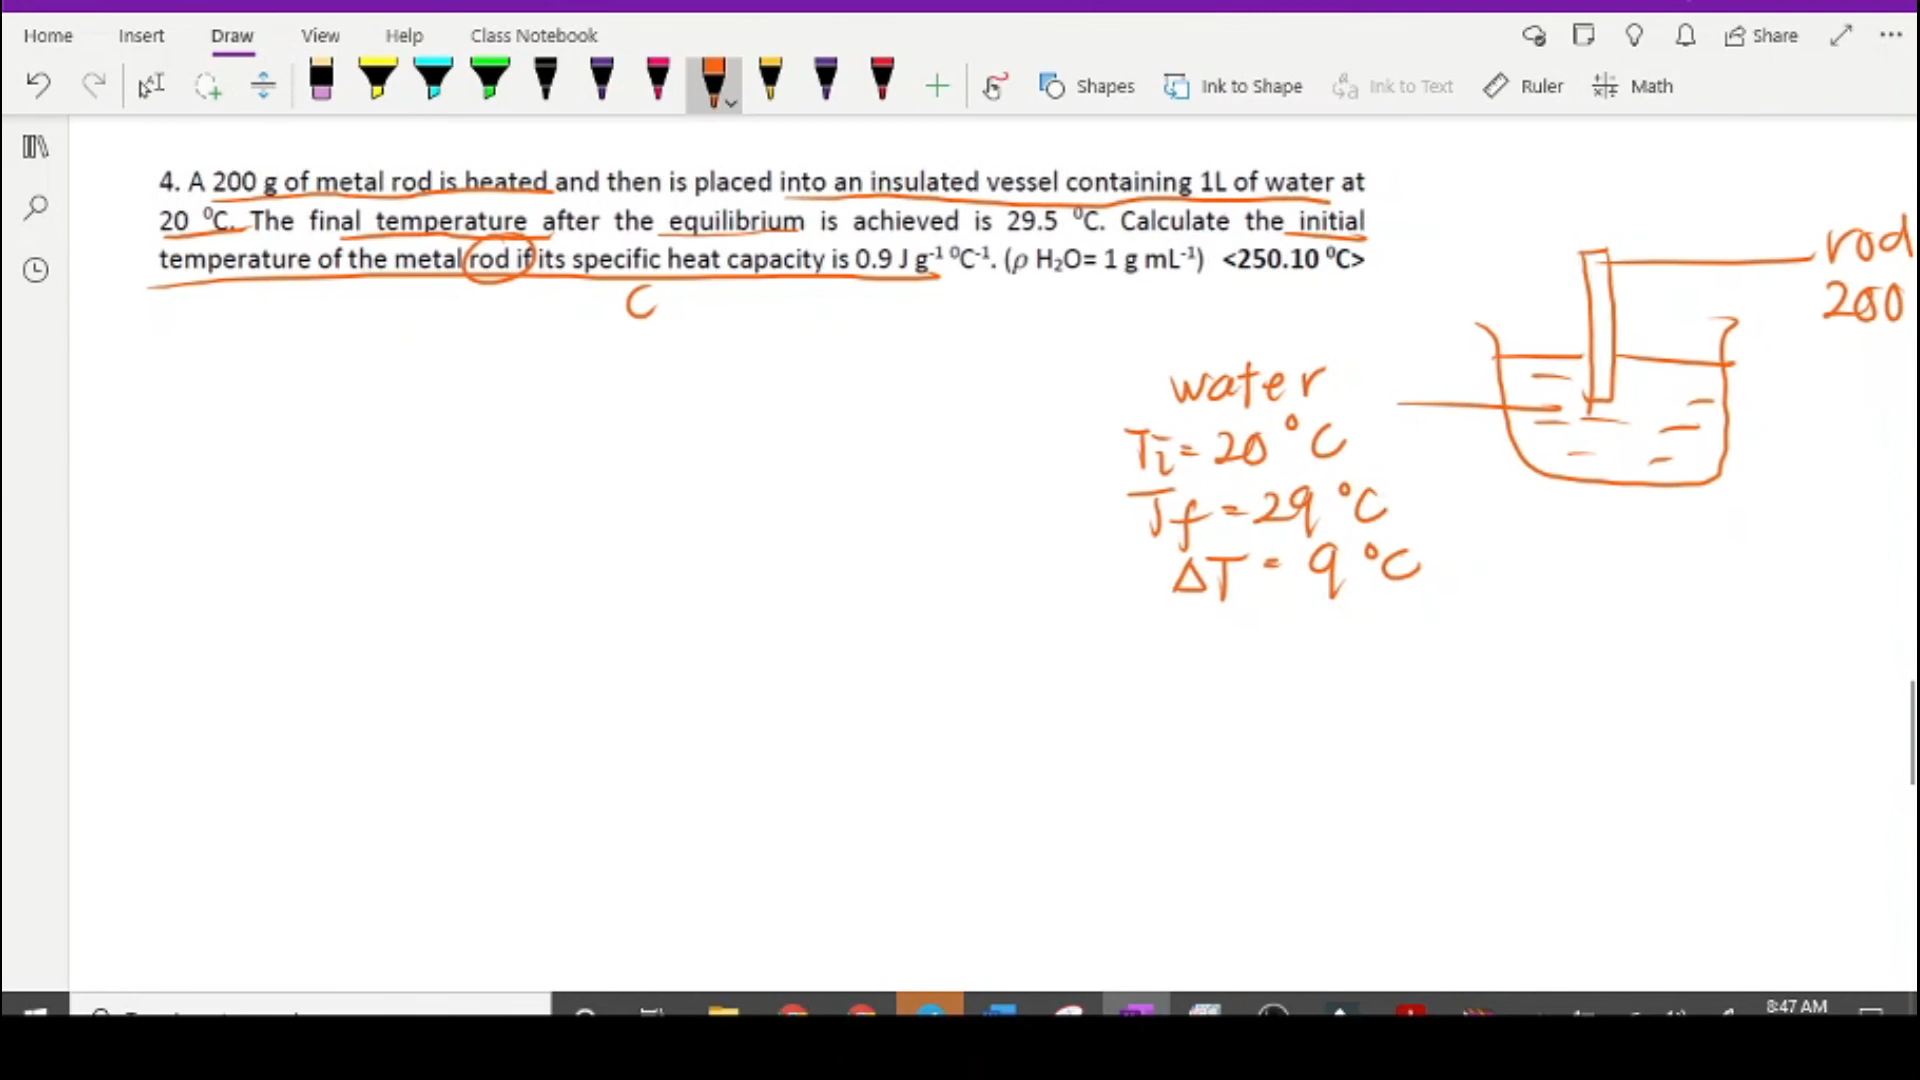 Home Insert Draw View Help Class Notebook Share
Shapes Ink to Shape Ink to Text Ruler Math
4. A 200 g of metal rod is heated and then is placed into an insulated vessel containing 1L of water at
20 ⁰C. The final temperature after the equilibrium is achieved is 29.5 ⁰C. Calculate the initial
temperature of the metal rod if its specific heat capacity is 0.9 J g⁻¹ ⁰C⁻¹. (ρ H₂O= 1 g mL⁻¹) <250.10 ⁰C>
C
rod
200
water
Ti = 20 °C
Tf = 29 °C
ΔT = 9 °C
8:47 AM